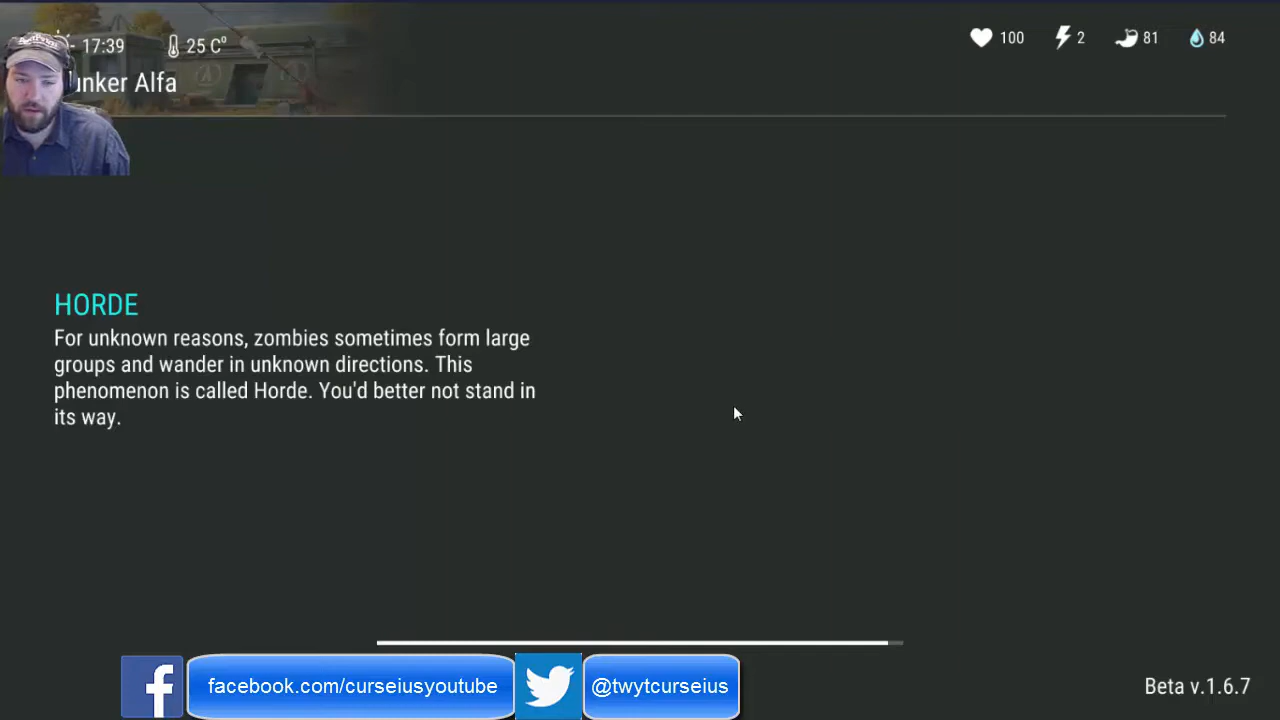 17:39
25 C°
100
2
81
84
unker Alfa
HORDE
For unknown reasons, zombies sometimes form large
groups and wander in unknown directions. This
phenomenon is called Horde. You'd better not stand in
its way.
facebook.com/curseiusyoutube
@twytcurseius
Beta v.1.6.7